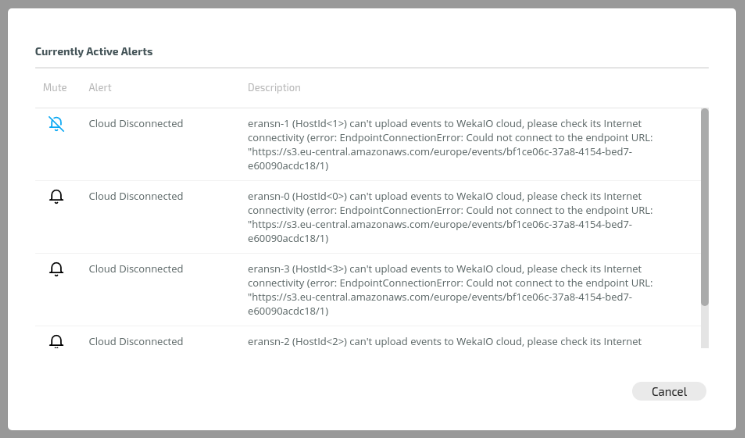 Currently Active Alerts
Mute Alert Description
Cloud Disconnected
eransn-1 (HostId<1>) can't upload events to WekaIO cloud, please check its Internet
connectivity (error: EndpointConnectionError: Could not connect to the endpoint URL:
"https://s3.eu-central.amazonaws.com/europe/events/bf1ce06c-37a8-4154-bed7-
e60090acdc18/1)
Cloud Disconnected
eransn-0 (HostId<0>) can't upload events to WekaIO cloud, please check its Internet
connectivity (error: EndpointConnectionError: Could not connect to the endpoint URL:
"https://s3.eu-central.amazonaws.com/europe/events/bf1ce06c-37a8-4154-bed7-
e60090acdc18/1)
Cloud Disconnected
eransn-3 (HostId<3>) can't upload events to WekaIO cloud, please check its Internet
connectivity (error: EndpointConnectionError: Could not connect to the endpoint URL:
"https://s3.eu-central.amazonaws.com/europe/events/bf1ce06c-37a8-4154-bed7-
e60090acdc18/1)
Cloud Disconnected
eransn-2 (HostId<2>) can't upload events to WekaIO cloud, please check its Internet
Cancel